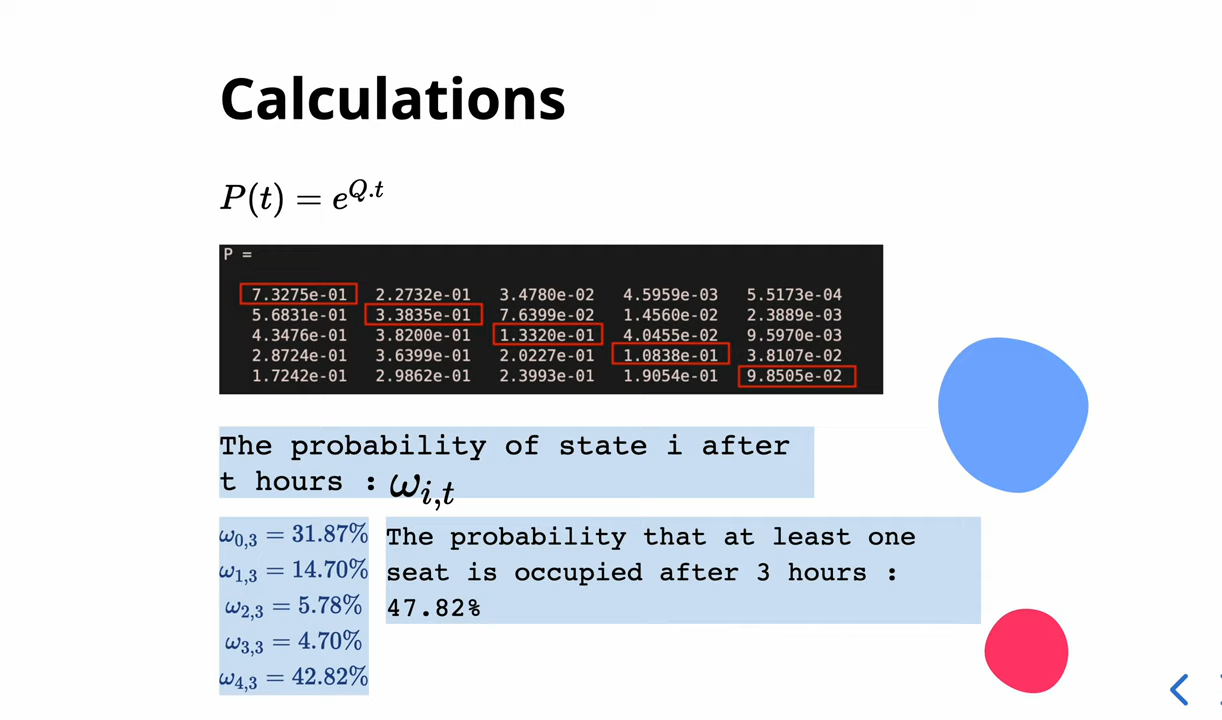 Calculations
P(t) = e^{Q.t}
P =
7.3275e-01 2.2732e-01 3.4780e-02 4.5959e-03 5.5173e-04
5.6831e-01 3.3835e-01 7.6399e-02 1.4560e-02 2.3889e-03
4.3476e-01 3.8200e-01 1.3320e-01 4.0455e-02 9.5970e-03
2.8724e-01 3.6399e-01 2.0227e-01 1.0838e-01 3.8107e-02
1.7242e-01 2.9862e-01 2.3993e-01 1.9054e-01 9.8505e-02
The probability of state i after
t hours : ω_{i,t}
ω_{0,3} = 31.87%
ω_{1,3} = 14.70%
ω_{2,3} = 5.78%
ω_{3,3} = 4.70%
ω_{4,3} = 42.82%
The probability that at least one
seat is occupied after 3 hours :
47.82%